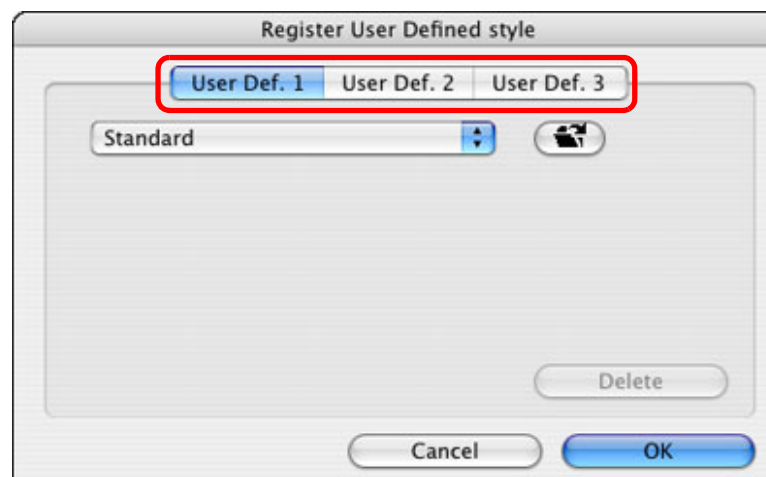 Register User Defined style
User Def. 1 User Def. 2 User Def. 3
Standard
Delete
Cancel OK